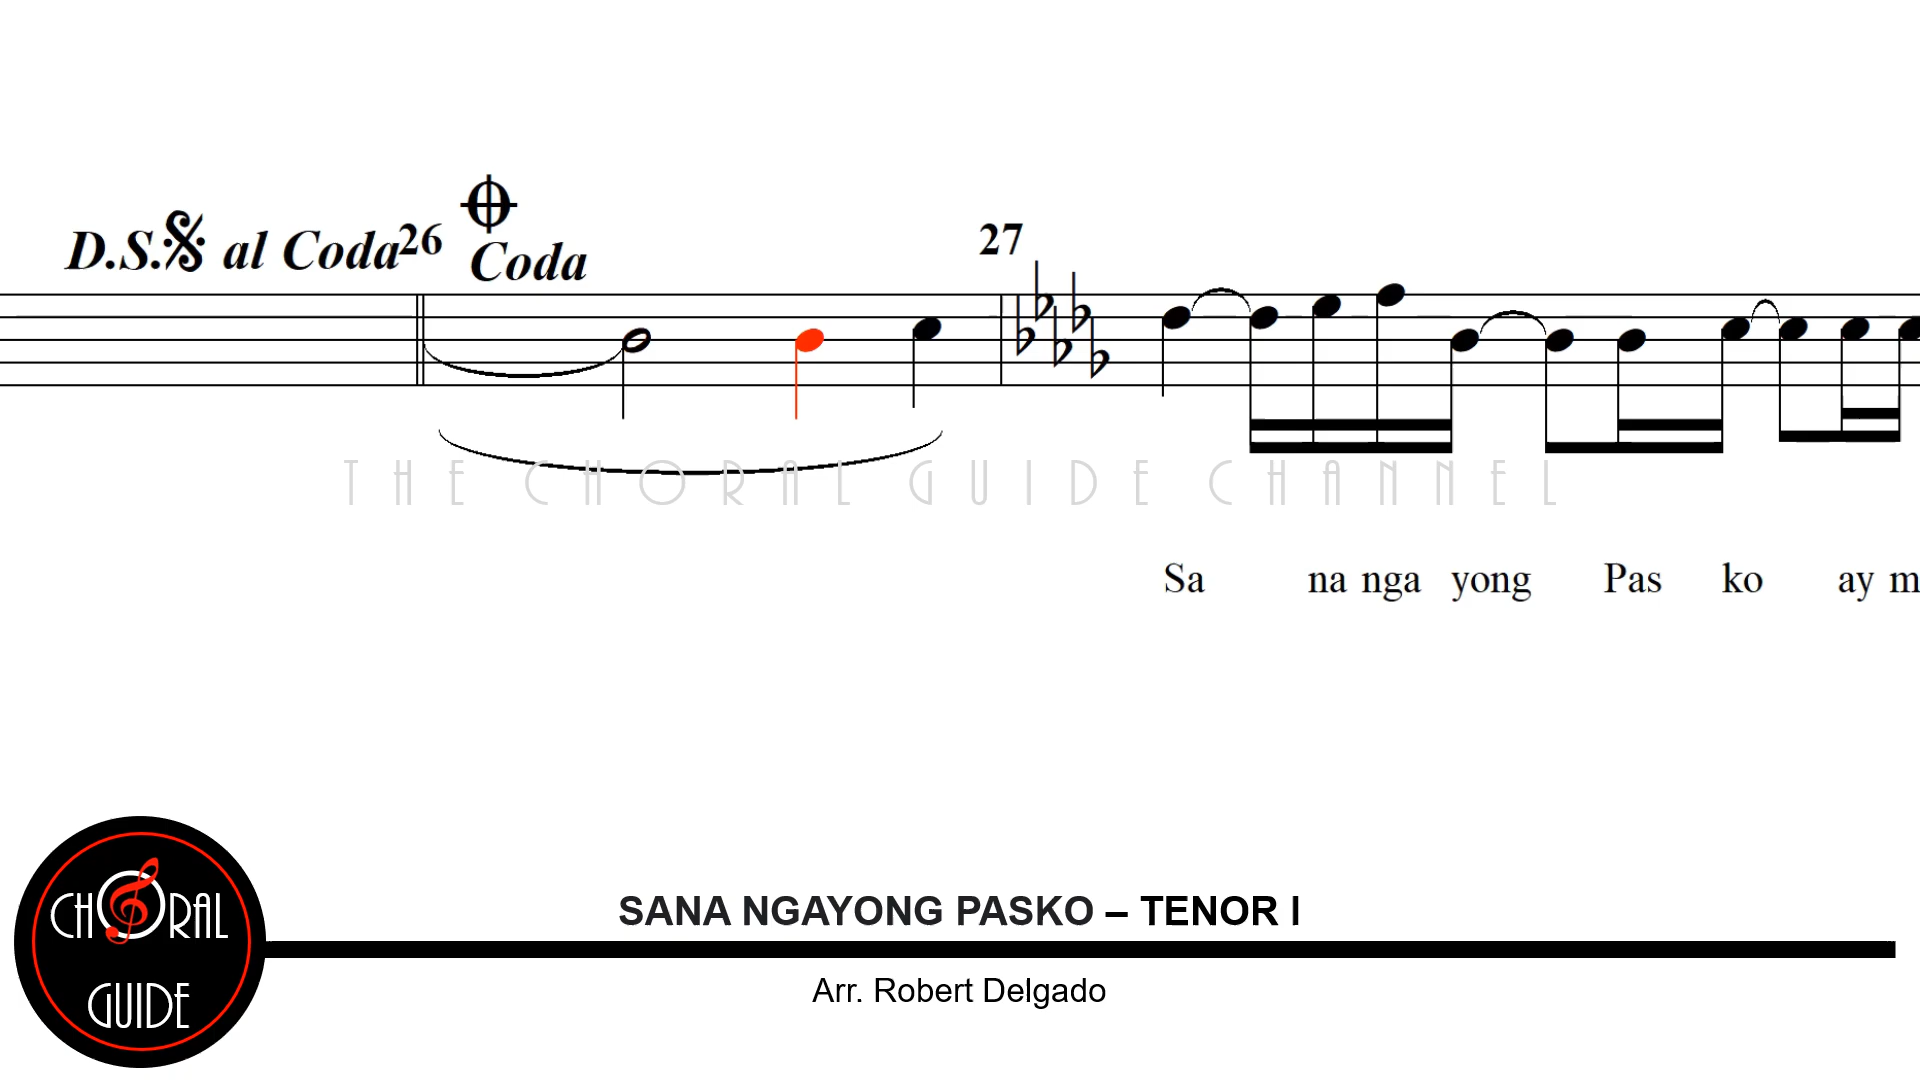 D.S. al Coda
26
Coda
27
THE CHORAL GUIDE CHANNEL
Sa na nga yong Pas ko ay m
CHORAL
GUIDE
SANA NGAYONG PASKO – TENOR I
Arr. Robert Delgado